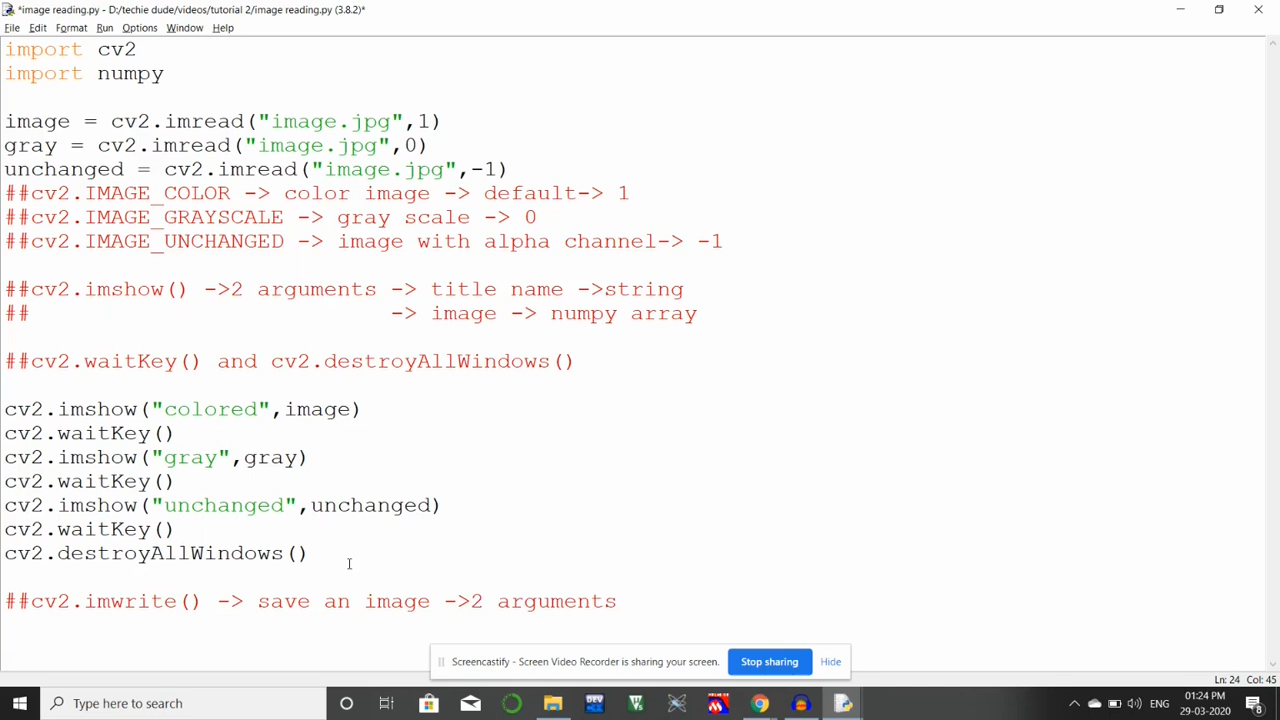 *image reading.py - D:/techie dude/videos/tutorial 2/image reading.py (3.8.2)*
File Edit Format Run Options Window Help
import cv2
import numpy
image = cv2.imread("image.jpg",1)
gray = cv2.imread("image.jpg",0)
unchanged = cv2.imread("image.jpg",-1)
##cv2.IMAGE_COLOR -> color image -> default-> 1
##cv2.IMAGE_GRAYSCALE -> gray scale -> 0
##cv2.IMAGE_UNCHANGED -> image with alpha channel-> -1
##cv2.imshow() ->2 arguments -> title name ->string
## -> image -> numpy array
##cv2.waitKey() and cv2.destroyAllWindows()
cv2.imshow("colored",image)
cv2.waitKey()
cv2.imshow("gray",gray)
cv2.waitKey()
cv2.imshow("unchanged",unchanged)
cv2.waitKey()
cv2.destroyAllWindows()
##cv2.imwrite() -> save an image ->2 arguments
Screencastify - Screen Video Recorder is sharing your screen. Stop sharing Hide
Ln: 24 Col: 45
Type here to search
DEV
ENG
01:24 PM
29-03-2020
8